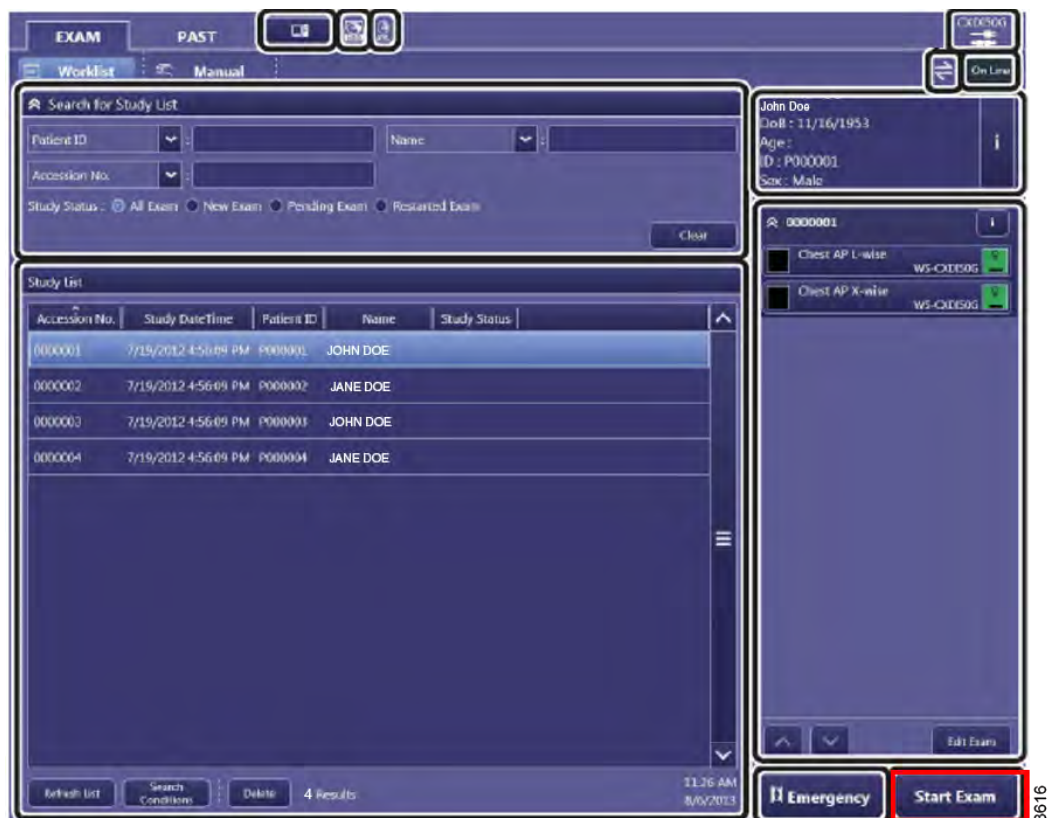 EXAM PAST CXDI50G
Worklist Manual On Line
Search for Study List
Patient ID : Name :
Accession No. :
Study Status : All Exam New Exam Pending Exam Restarted Exam
Clear
John Doe
DoB : 11/16/1953
Age :
ID : P000001
Sex : Male
i
0000001 i
Chest AP L-wise
WS-CXDI50G
Chest AP X-wise
WS-CXDI50G
Study List
Accession No. Study DateTime Patient ID Name Study Status
0000001 7/19/2012 4:56:09 PM P000001 JOHN DOE
0000002 7/19/2012 4:56:09 PM P000002 JANE DOE
0000003 7/19/2012 4:56:09 PM P000003 JOHN DOE
0000004 7/19/2012 4:56:09 PM P000004 JANE DOE
Edit Exam
Refresh List Search Conditions Delete 4 Results
11:26 AM
8/6/2013
Emergency Start Exam